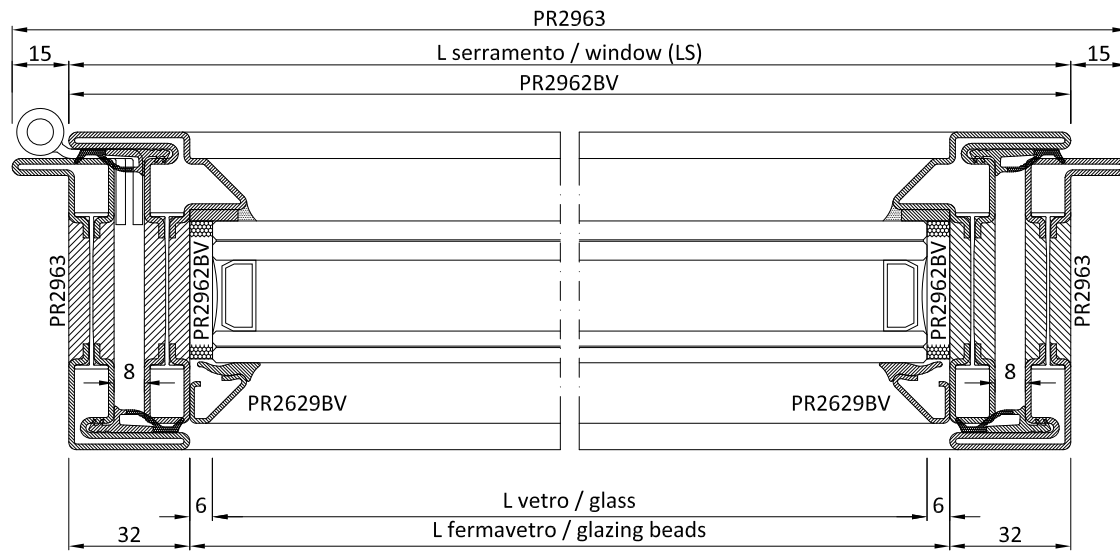 PR2963
15
L serramento / window (LS)
15
PR2962BV
PR2963
PR2962BV
PR2962BV
PR2963
8
8
PR2629BV
PR2629BV
6
L vetro / glass
6
32
L fermavetro / glazing beads
32